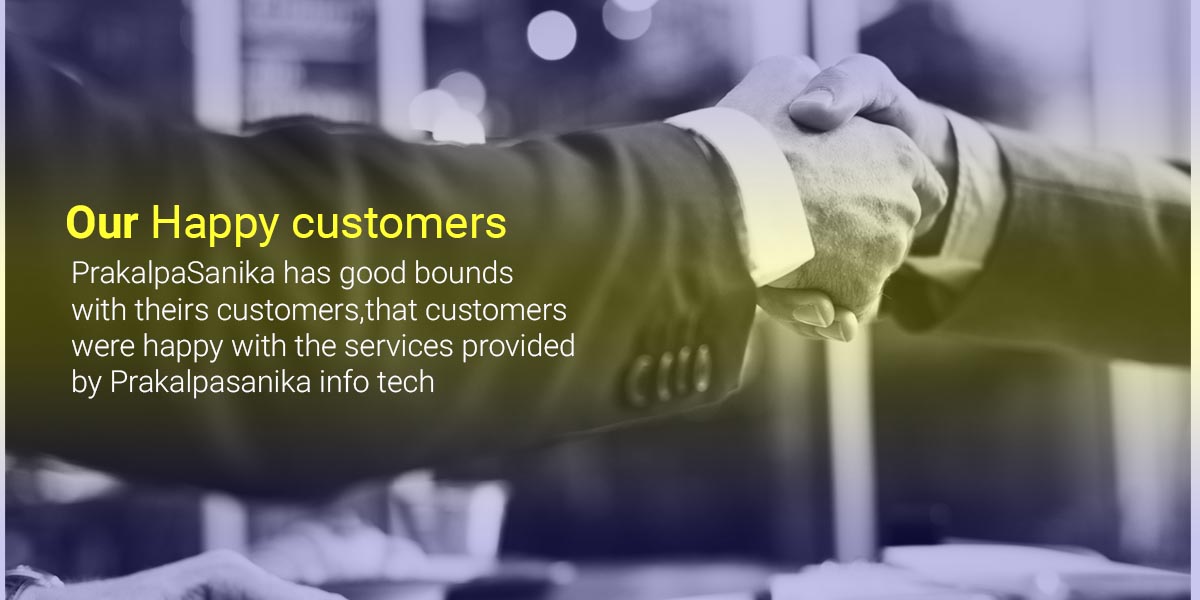 Our Happy customers
PrakalpaSanika has good bounds
with theirs customers,that customers
were happy with the services provided
by Prakalpasanika info tech